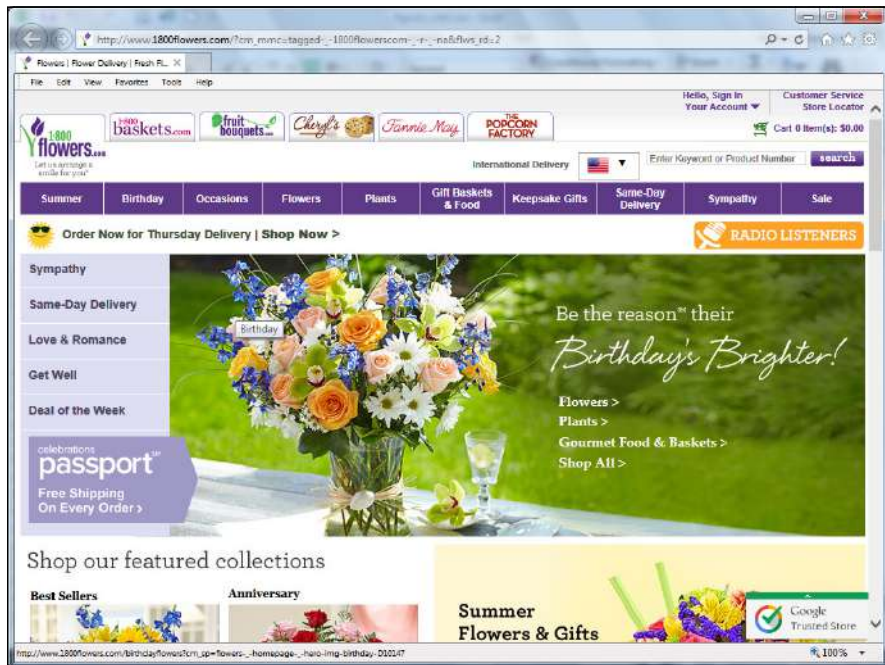 http://www.1800flowers.com/?cm_mmc=tagged-_-1800flowerscom-_-r-_-na&flws_rd=2
Flowers | Flower Delivery | Fresh Fl...
File Edit View Favorites Tools Help
Hello, Sign In
Your Account
Customer Service
Store Locator
1·800
flowers.com
Let us arrange a
smile for you®
1·800
baskets.com
fruit
bouquets.com
Cheryl's
Fannie May
THE
POPCORN
FACTORY
Cart 0 Item(s): $0.00
International Delivery
Enter Keyword or Product Number
search
Summer
Birthday
Occasions
Flowers
Plants
Gift Baskets
& Food
Keepsake Gifts
Same-Day
Delivery
Sympathy
Sale
Order Now for Thursday Delivery | Shop Now >
RADIO LISTENERS
Sympathy
Same-Day Delivery
Love & Romance
Get Well
Deal of the Week
celebrations
passport℠
Free Shipping
On Every Order ›
Birthday
Be the reason™ their
Birthday's Brighter!
Flowers >
Plants >
Gourmet Food & Baskets >
Shop All >
Shop our featured collections
Best Sellers
Anniversary
Summer
Flowers & Gifts
Google
Trusted Store
http://www.1800flowers.com/birthdayflowers?cm_sp=flowers-_-homepage-_-hero-img-birthday-D10147
100%